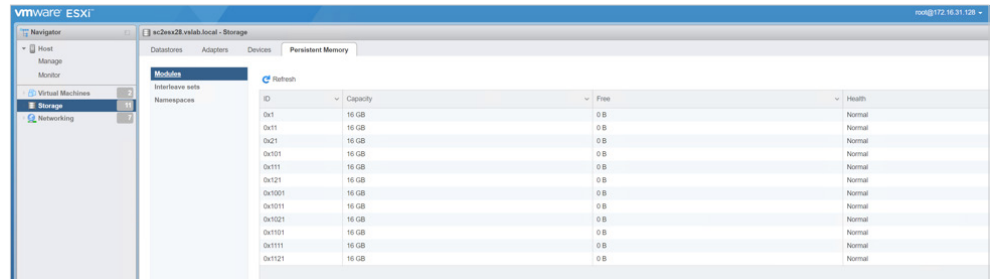 vmware ESXi™
root@172.16.31.128
Navigator
sc2esx28.vslab.local - Storage
Host
Manage
Monitor
Virtual Machines 2
Storage 11
Networking 7
Datastores Adapters Devices Persistent Memory
Modules
Interleave sets
Namespaces
Refresh
ID Capacity Free Health
0x1 16 GB 0 B Normal
0x11 16 GB 0 B Normal
0x21 16 GB 0 B Normal
0x101 16 GB 0 B Normal
0x111 16 GB 0 B Normal
0x121 16 GB 0 B Normal
0x1001 16 GB 0 B Normal
0x1011 16 GB 0 B Normal
0x1021 16 GB 0 B Normal
0x1101 16 GB 0 B Normal
0x1111 16 GB 0 B Normal
0x1121 16 GB 0 B Normal